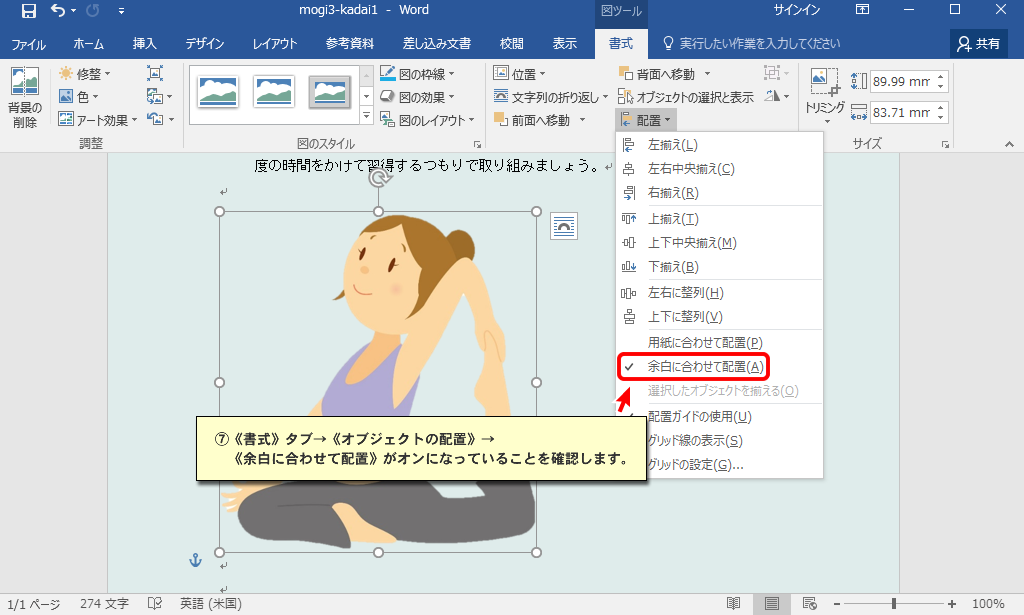 mogi3-kadai1 - Word
図ツール
サインイン
ファイル
ホーム
挿入
デザイン
レイアウト
参考資料
差し込み文書
校閲
表示
書式
実行したい作業を入力してください
共有
背景の
削除
修整
色
アート効果
調整
図のスタイル
図の枠線
図の効果
図のレイアウト
位置
文字列の折り返し
前面へ移動
背面へ移動
オブジェクトの選択と表示
配置
トリミング
89.99 mm
83.71 mm
サイズ
左揃え(L)
左右中央揃え(C)
右揃え(R)
上揃え(T)
上下中央揃え(M)
下揃え(B)
左右に整列(H)
上下に整列(V)
用紙に合わせて配置(P)
余白に合わせて配置(A)
選択したオブジェクトを揃える(O)
配置ガイドの使用(U)
グリッド線の表示(S)
グリッドの設定(G)...
度の時間をかけて習得するつもりで取り組みましょう。
⑦《書式》タブ→《オブジェクトの配置》→
《余白に合わせて配置》がオンになっていることを確認します。
1/1 ページ
274 文字
英語 (米国)
100%